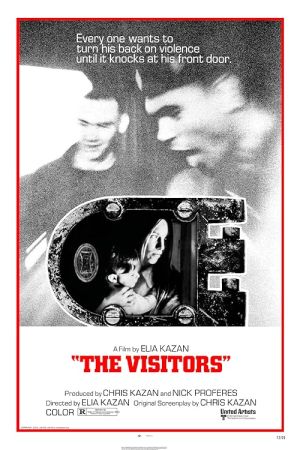 Every one wants to
turn his back on violence
until it knocks at his front door.
A Film by ELIA KAZAN
"THE VISITORS"
Produced by CHRIS KAZAN and NICK PROFERES
Directed by ELIA KAZAN Original Screenplay by CHRIS KAZAN
COLOR R United Artists
72/25